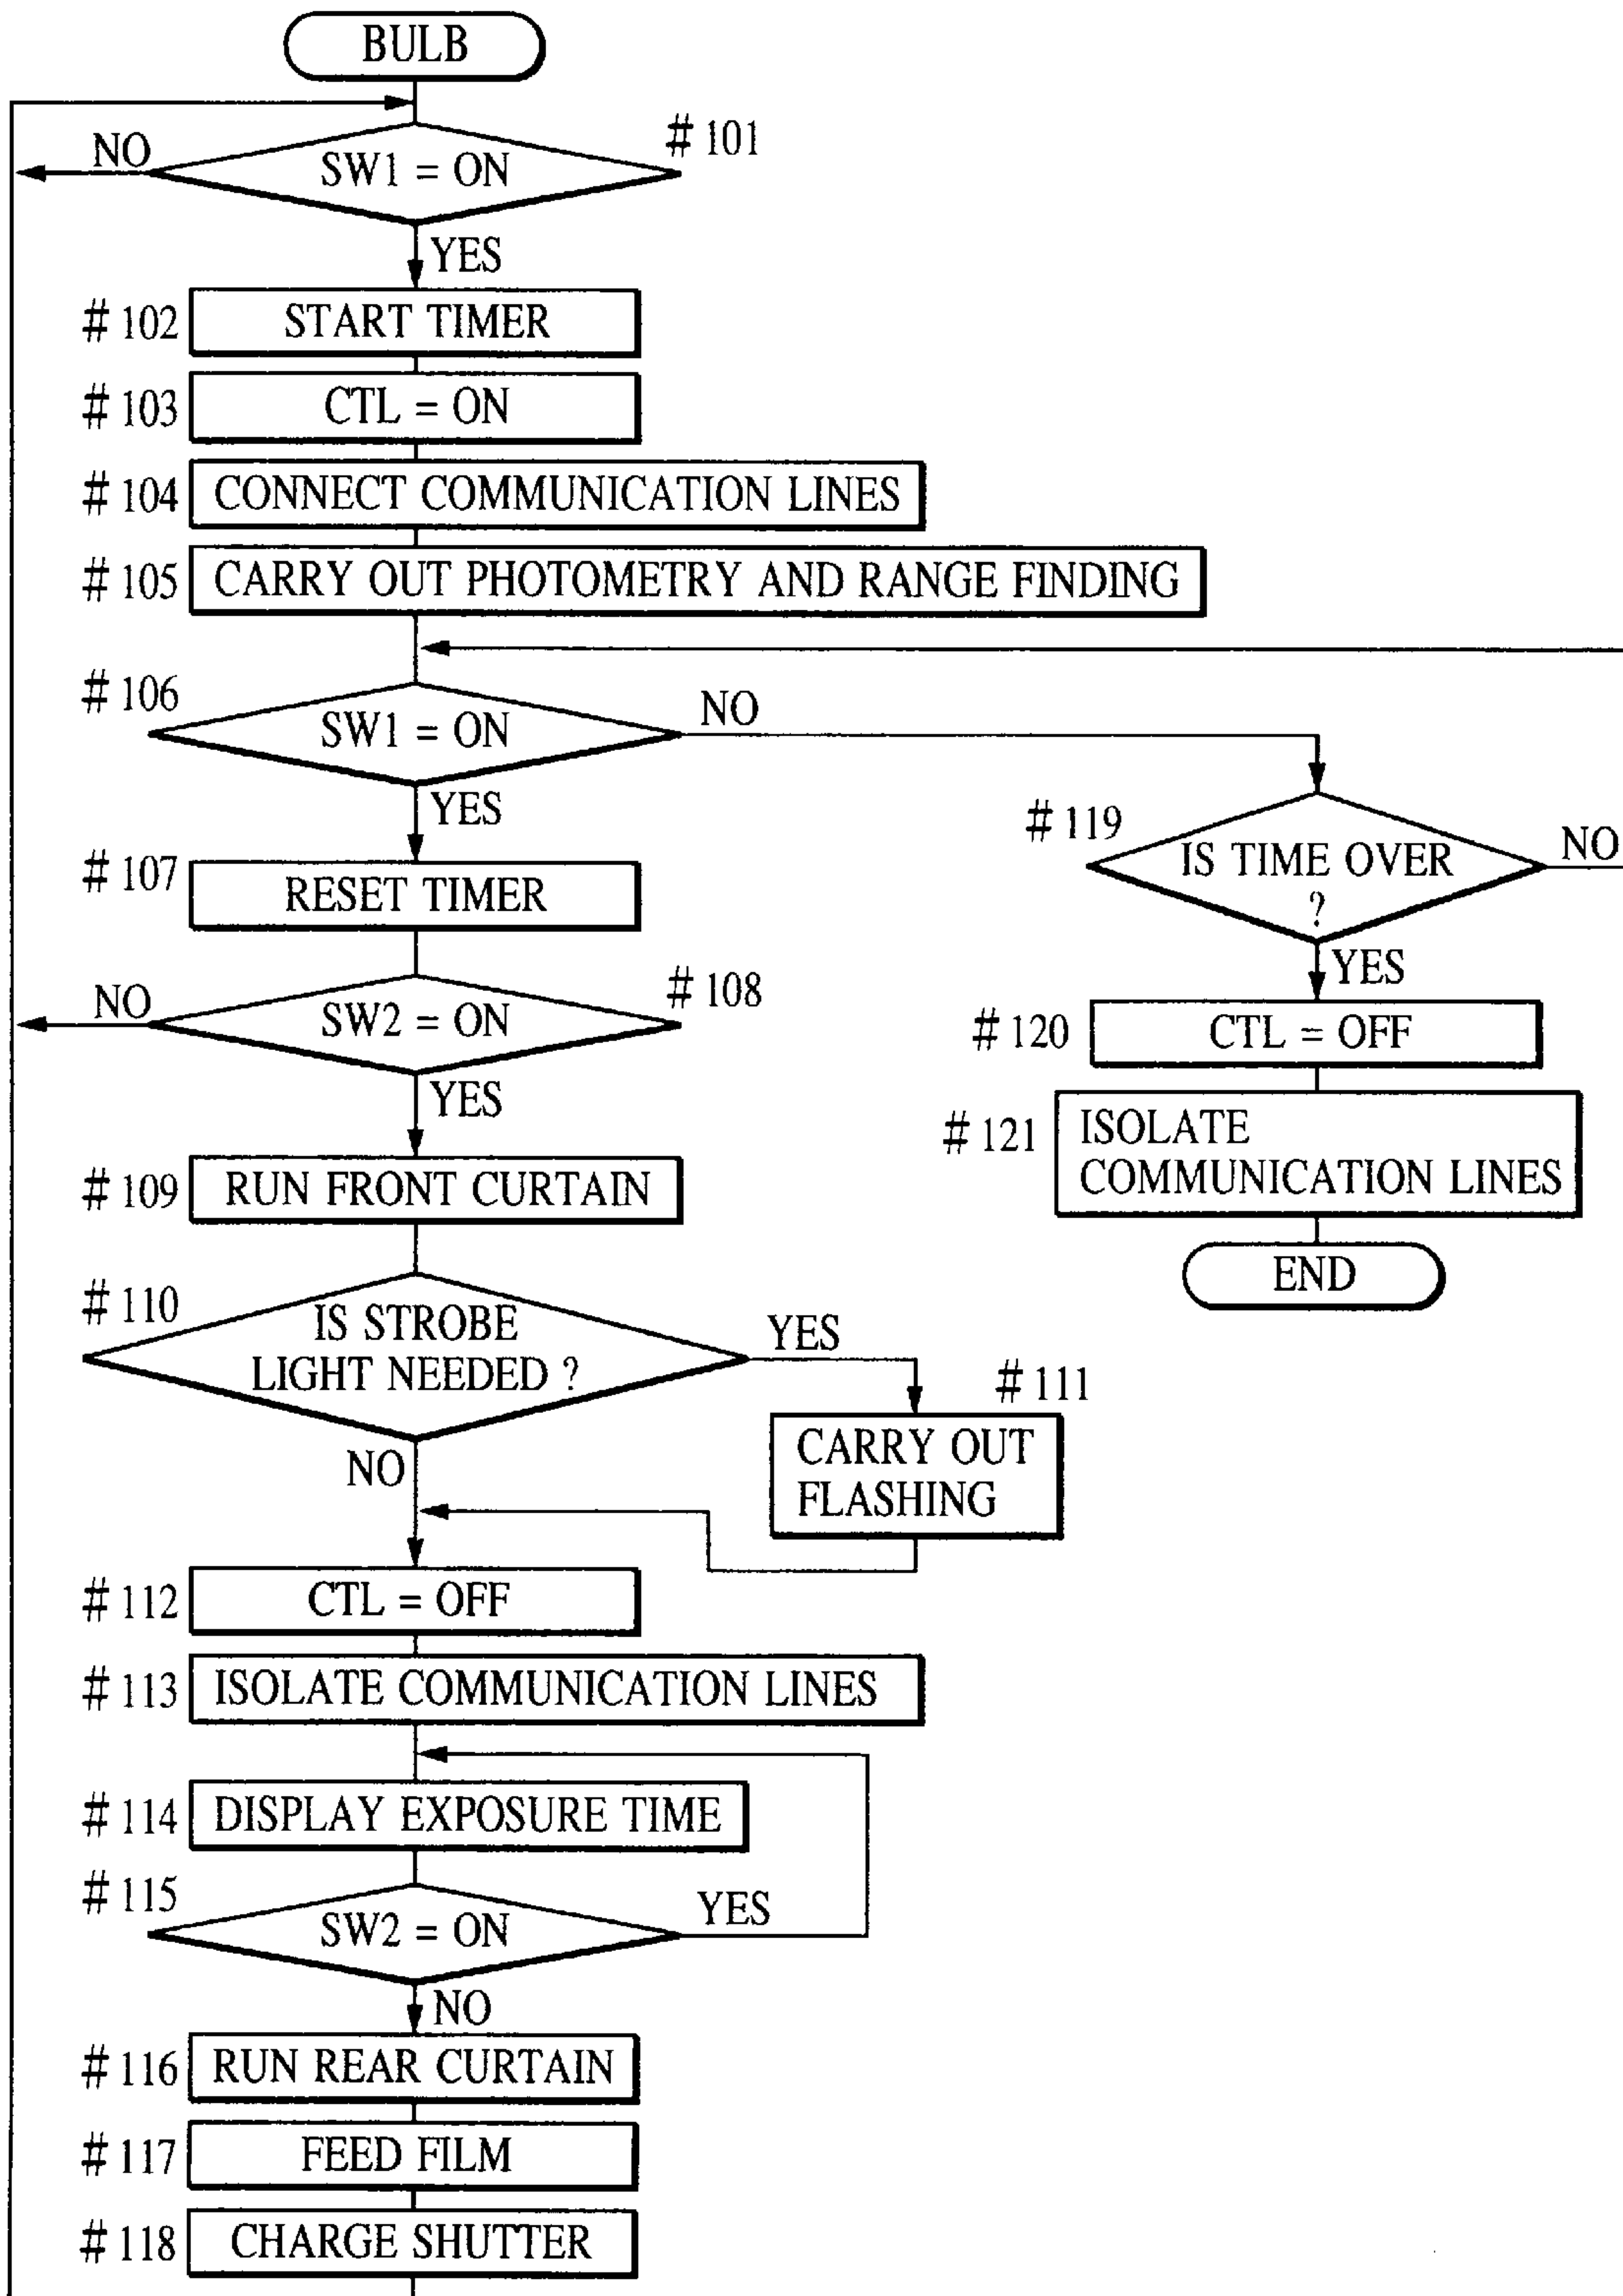 BULB
# 101
SW1 = ON
NO
YES
# 102
START TIMER
# 103
CTL = ON
# 104
CONNECT COMMUNICATION LINES
# 105
CARRY OUT PHOTOMETRY AND RANGE FINDING
# 106
SW1 = ON
NO
YES
# 107
RESET TIMER
# 108
SW2 = ON
NO
YES
# 109
RUN FRONT CURTAIN
# 110
IS STROBE
LIGHT NEEDED ?
YES
NO
# 111
CARRY OUT
FLASHING
# 112
CTL = OFF
# 113
ISOLATE COMMUNICATION LINES
# 114
DISPLAY EXPOSURE TIME
# 115
SW2 = ON
YES
NO
# 116
RUN REAR CURTAIN
# 117
FEED FILM
# 118
CHARGE SHUTTER
# 119
IS TIME OVER
?
NO
YES
# 120
CTL = OFF
# 121
ISOLATE
COMMUNICATION LINES
END